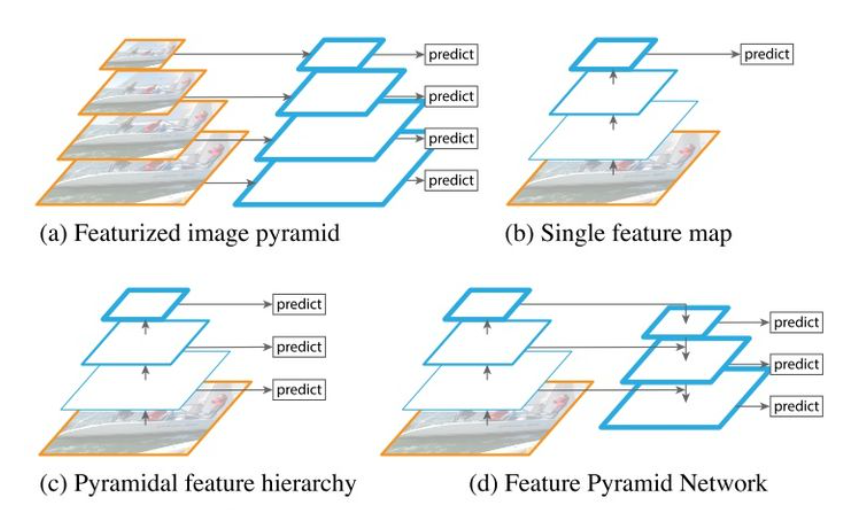 predict
predict
predict
predict
predict
(a) Featurized image pyramid
(b) Single feature map
predict
predict
predict
predict
predict
predict
(c) Pyramidal feature hierarchy
(d) Feature Pyramid Network